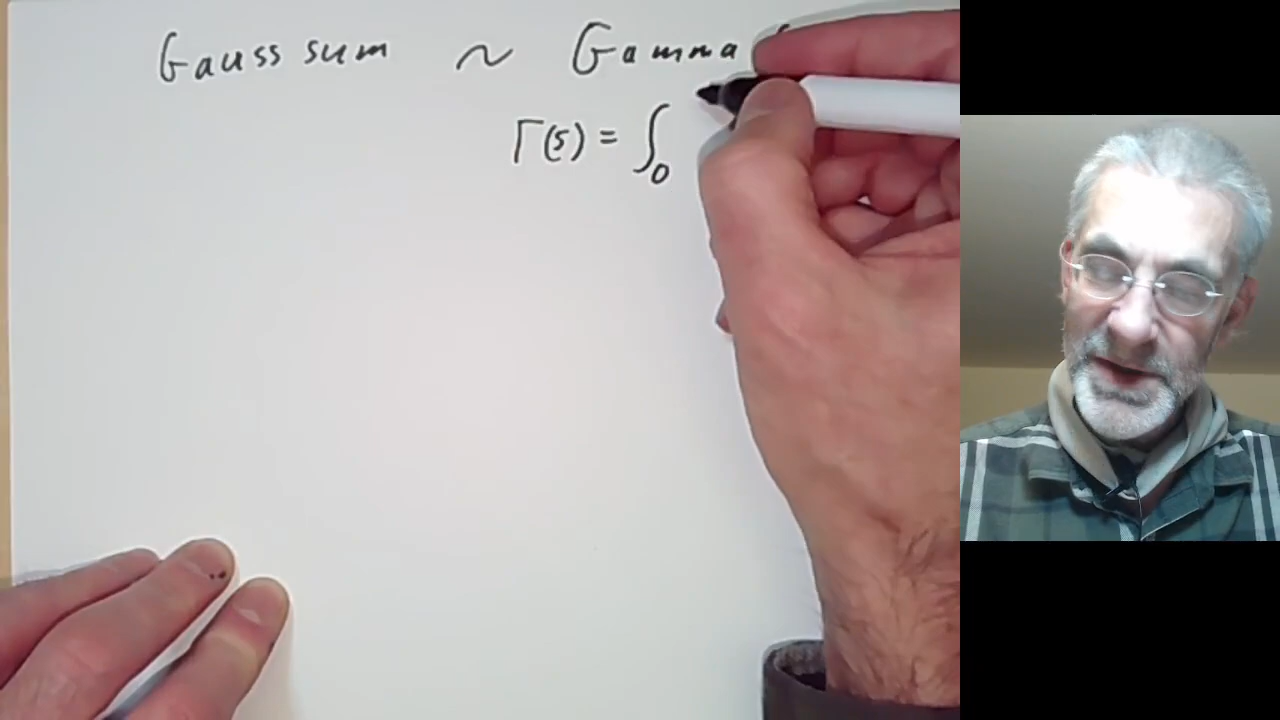 Gauss sum ~ Gamma
Γ(s) = ∫₀